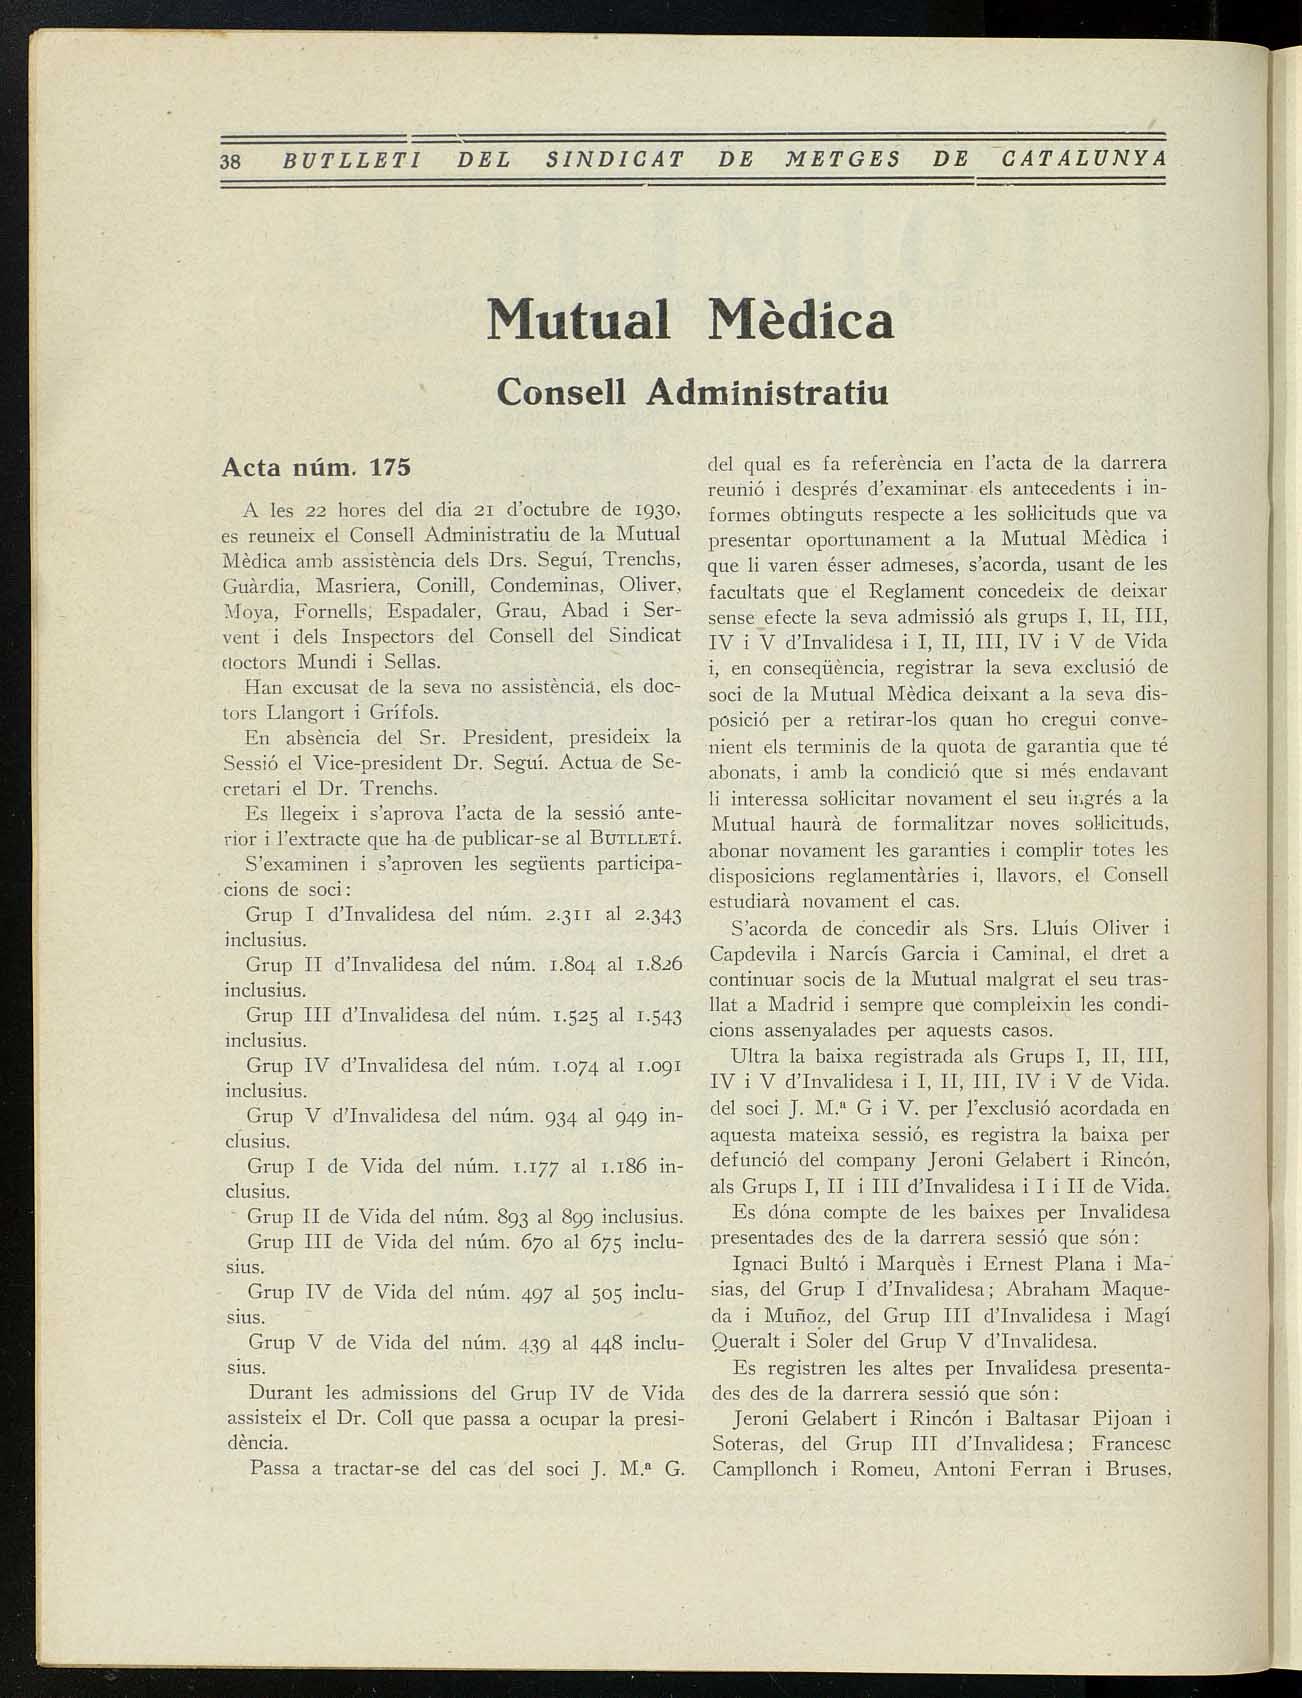 38 BUTLLETI DEL SINDICAT DE METGES DE CATALUNYA
Mutual Mèdica
Consell Administratiu
Acta núm. 175
A les 22 hores del dia 21 d'octubre de 1930,
es reuneix el Consell Administratiu de la Mutual
Mèdica amb assistència dels Drs. Seguí, Trenchs,
Guàrdia, Masriera, Conill, Condeminas, Oliver,
Moya, Fornells, Espadaler, Grau, Abad i Ser-
vent i dels Inspectors del Consell del Sindicat
doctors Mundi i Sellas.
Han excusat de la seva no assistència, els doc-
tors Llangort i Grífols.
En absència del Sr. President, presideix la
Sessió el Vice-president Dr. Seguí. Actua de Se-
cretari el Dr. Trenchs.
Es llegeix i s'aprova l'acta de la sessió ante-
rior i l'extracte que ha de publicar-se al BUTLLETÍ.
S'examinen i s'aproven les següents participa-
cions de soci:
Grup I d'Invalidesa del núm. 2.311 al 2.343
inclusius.
Grup II d'Invalidesa del núm. 1.804 al 1.826
inclusius.
Grup III d'Invalidesa del núm. 1.525 al 1.543
inclusius.
Grup IV d'Invalidesa del núm. 1.074 al 1.091
inclusius.
Grup V d'Invalidesa del núm. 934 al 949 in-
clusius.
Grup I de Vida del núm. 1.177 al 1.186 in-
clusius.
Grup II de Vida del núm. 893 al 899 inclusius.
Grup III de Vida del núm. 670 al 675 inclu-
sius.
Grup IV de Vida del núm. 497 al 505 inclu-
sius.
Grup V de Vida del núm. 439 al 448 inclu-
sius.
Durant les admissions del Grup IV de Vida
assisteix el Dr. Coll que passa a ocupar la presi-
dència.
Passa a tractar-se del cas del soci J. M.ª G.
del qual es fa referència en l'acta de la darrera
reunió i després d'examinar els antecedents i in-
formes obtinguts respecte a les sol·licituds que va
presentar oportunament a la Mutual Mèdica i
que li varen ésser admeses, s'acorda, usant de les
facultats que el Reglament concedeix de deixar
sense efecte la seva admissió als grups I, II, III,
IV i V d'Invalidesa i I, II, III, IV i V de Vida
i, en conseqüència, registrar la seva exclusió de
soci de la Mutual Mèdica deixant a la seva dis-
posició per a retirar-los quan ho cregui conve-
nient els terminis de la quota de garantia que té
abonats, i amb la condició que si més endavant
li interessa sol·licitar novament el seu ingrés a la
Mutual haurà de formalitzar noves sol·licituds,
abonar novament les garanties i complir totes les
disposicions reglamentàries i, llavors, el Consell
estudiarà novament el cas.
S'acorda de concedir als Srs. Lluís Oliver i
Capdevila i Narcís Garcia i Caminal, el dret a
continuar socis de la Mutual malgrat el seu tras-
llat a Madrid i sempre que compleixin les condi-
cions assenyalades per aquests casos.
Ultra la baixa registrada als Grups I, II, III,
IV i V d'Invalidesa i I, II, III, IV i V de Vida.
del soci J. M.ª G i V. per l'exclusió acordada en
aquesta mateixa sessió, es registra la baixa per
defunció del company Jeroni Gelabert i Rincón,
als Grups I, II i III d'Invalidesa i I i II de Vida.
Es dóna compte de les baixes per Invalidesa
presentades des de la darrera sessió que són:
Ignaci Bultó i Marquès i Ernest Plana i Ma-
sias, del Grup I d'Invalidesa; Abraham Maque-
da i Muñoz, del Grup III d'Invalidesa i Magí
Queralt i Soler del Grup V d'Invalidesa.
Es registren les altes per Invalidesa presenta-
des des de la darrera sessió que són:
Jeroni Gelabert i Rincón i Baltasar Pijoan i
Soteras, del Grup III d'Invalidesa; Francesc
Campllonch i Romeu, Antoni Ferran i Bruses,